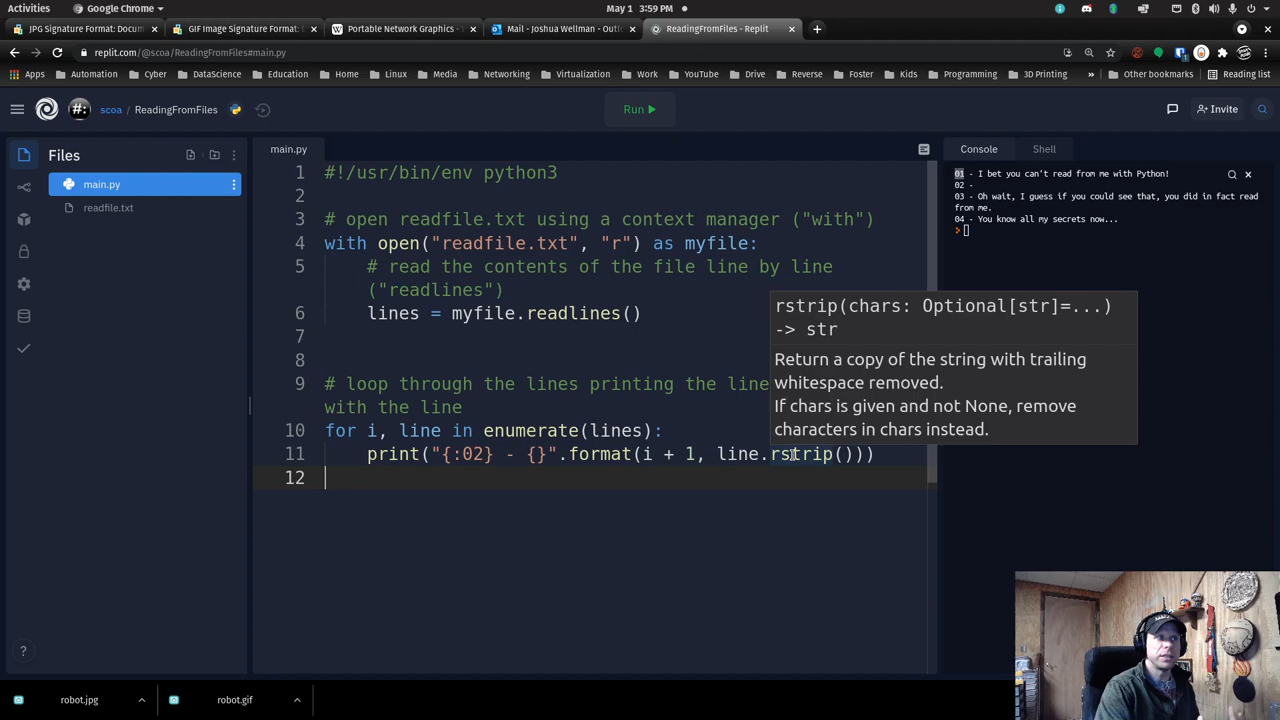 Activities
Google Chrome
May 1 3:59 PM
JPG Signature Format: Docum
GIF Image Signature Format: E
Portable Network Graphics -
Mail - Joshua Wellman - Outlo
ReadingFromFiles - Replit
replit.com/@scoa/ReadingFromFiles#main.py
Apps Automation Cyber DataScience Education Home Linux Media Networking Virtualization Work YouTube Drive Reverse Foster Kids Programming 3D Printing » Other bookmarks Reading list
scoa / ReadingFromFiles
Run
Invite
Files
main.py
readfile.txt
main.py
1 #!/usr/bin/env python3
2
3 # open readfile.txt using a context manager ("with")
4 with open("readfile.txt", "r") as myfile:
5 # read the contents of the file line by line
("readlines")
6 lines = myfile.readlines()
7
8
9 # loop through the lines printing the line
with the line
10 for i, line in enumerate(lines):
11 print("{:02} - {}".format(i + 1, line.rstrip()))
12
rstrip(chars: Optional[str]=...)
-> str
Return a copy of the string with trailing
whitespace removed.
If chars is given and not None, remove
characters in chars instead.
Console Shell
01 - I bet you can't read from me with Python!
02 -
03 - Oh wait, I guess if you could see that, you did in fact read
from me.
04 - You know all my secrets now...
>
?
robot.jpg
robot.gif